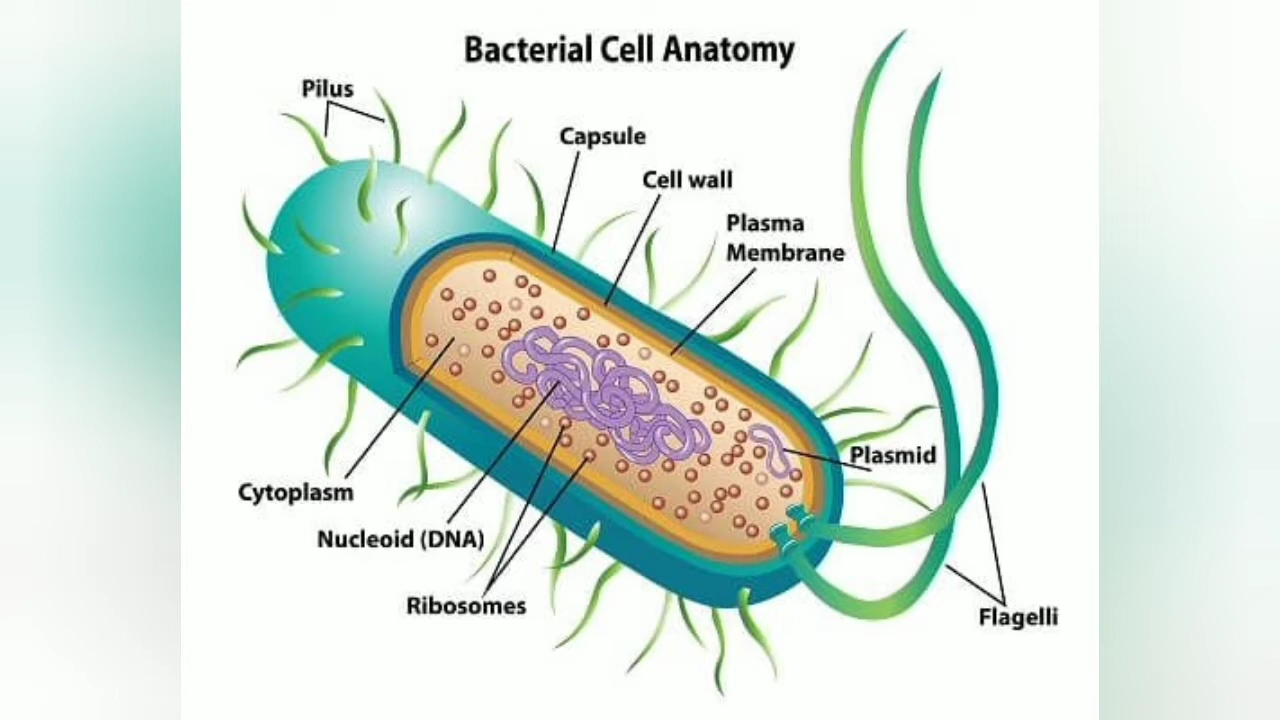 Bacterial Cell Anatomy
Pilus
Capsule
Cell wall
Plasma
Membrane
Plasmid
Cytoplasm
Nucleoid (DNA)
Ribosomes
Flagelli